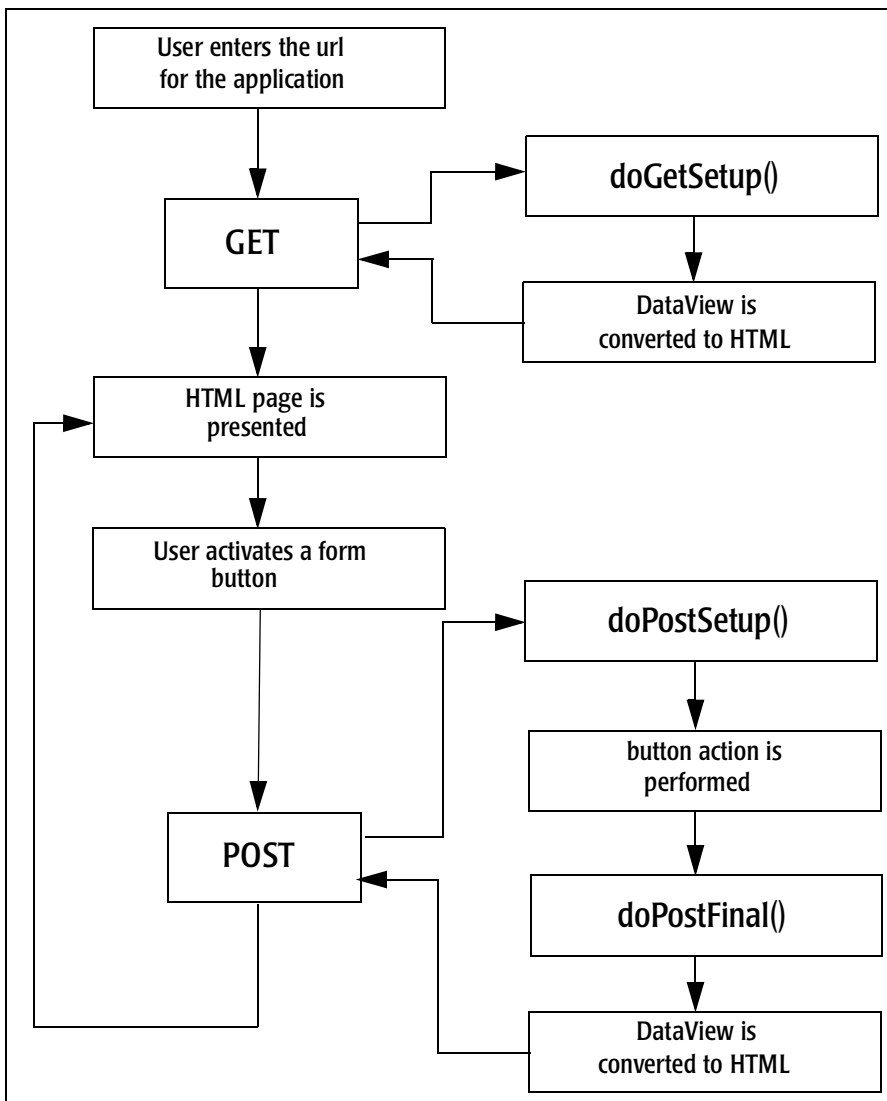 User enters the url
for the application
doGetSetup()
GET
DataView is
converted to HTML
HTML page is
presented
User activates a form
button
doPostSetup()
button action is
performed
POST
doPostFinal()
DataView is
converted to HTML